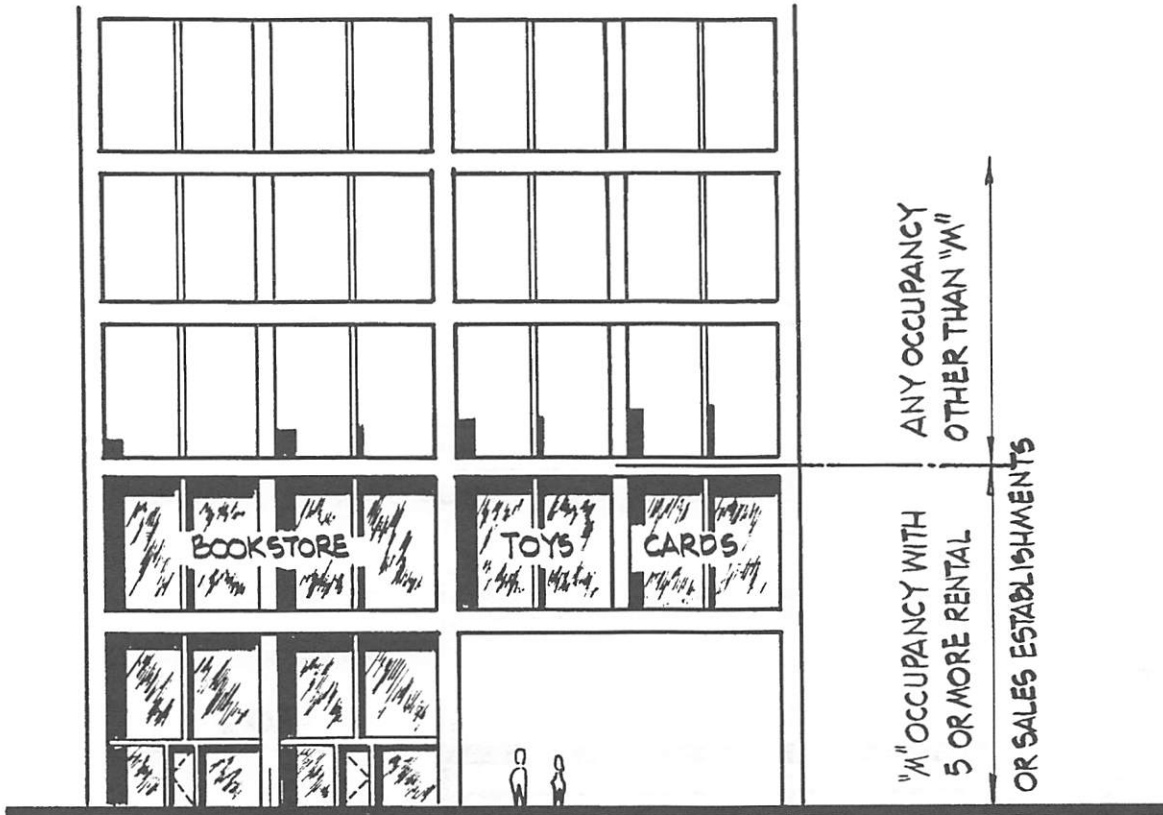 ANY OCCUPANCY
OTHER THAN "M"
BOOKSTORE
TOYS
CARDS
"M" OCCUPANCY WITH
5 OR MORE RENTAL
OR SALES ESTABLISHMENTS